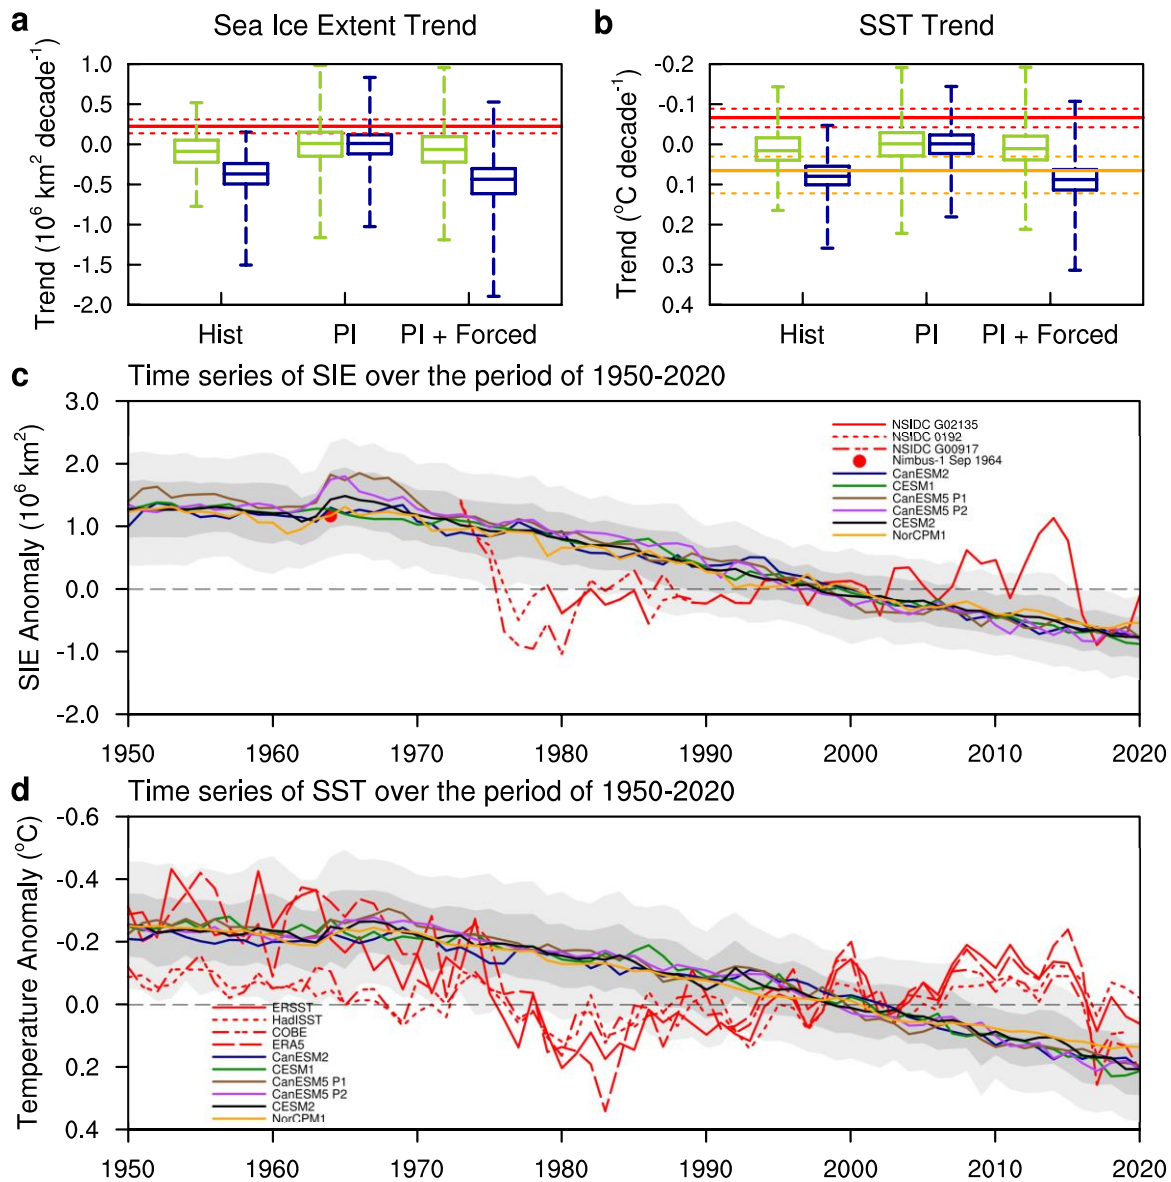 a Sea Ice Extent Trend
Trend (10⁶ km² decade⁻¹)
1.0
0.5
0.0
-0.5
-1.0
-1.5
-2.0
Hist PI PI + Forced
b SST Trend
Trend (°C decade⁻¹)
-0.2
-0.1
0.0
0.1
0.2
0.3
0.4
Hist PI PI + Forced
c Time series of SIE over the period of 1950-2020
SIE Anomaly (10⁶ km²)
3.0
2.0
1.0
0.0
-1.0
-2.0
NSIDC G02135
NSIDC 0192
NSIDC G00917
Nimbus-1 Sep 1964
CanESM2
CESM1
CanESM5 P1
CanESM5 P2
CESM2
NorCPM1
1950 1960 1970 1980 1990 2000 2010 2020
d Time series of SST over the period of 1950-2020
Temperature Anomaly (°C)
-0.6
-0.4
-0.2
0.0
0.2
0.4
ERSST
HadISST
COBE
ERA5
CanESM2
CESM1
CanESM5 P1
CanESM5 P2
CESM2
NorCPM1
1950 1960 1970 1980 1990 2000 2010 2020